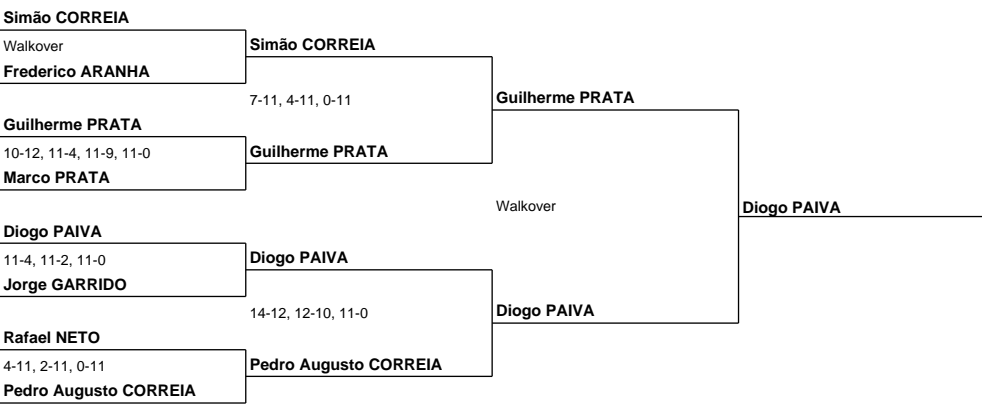 Simão CORREIA
Walkover
Frederico ARANHA
Guilherme PRATA
10-12, 11-4, 11-9, 11-0
Marco PRATA
Diogo PAIVA
11-4, 11-2, 11-0
Jorge GARRIDO
Rafael NETO
4-11, 2-11, 0-11
Pedro Augusto CORREIA
Simão CORREIA
7-11, 4-11, 0-11
Guilherme PRATA
Diogo PAIVA
14-12, 12-10, 11-0
Pedro Augusto CORREIA
Guilherme PRATA
Walkover
Diogo PAIVA
Diogo PAIVA